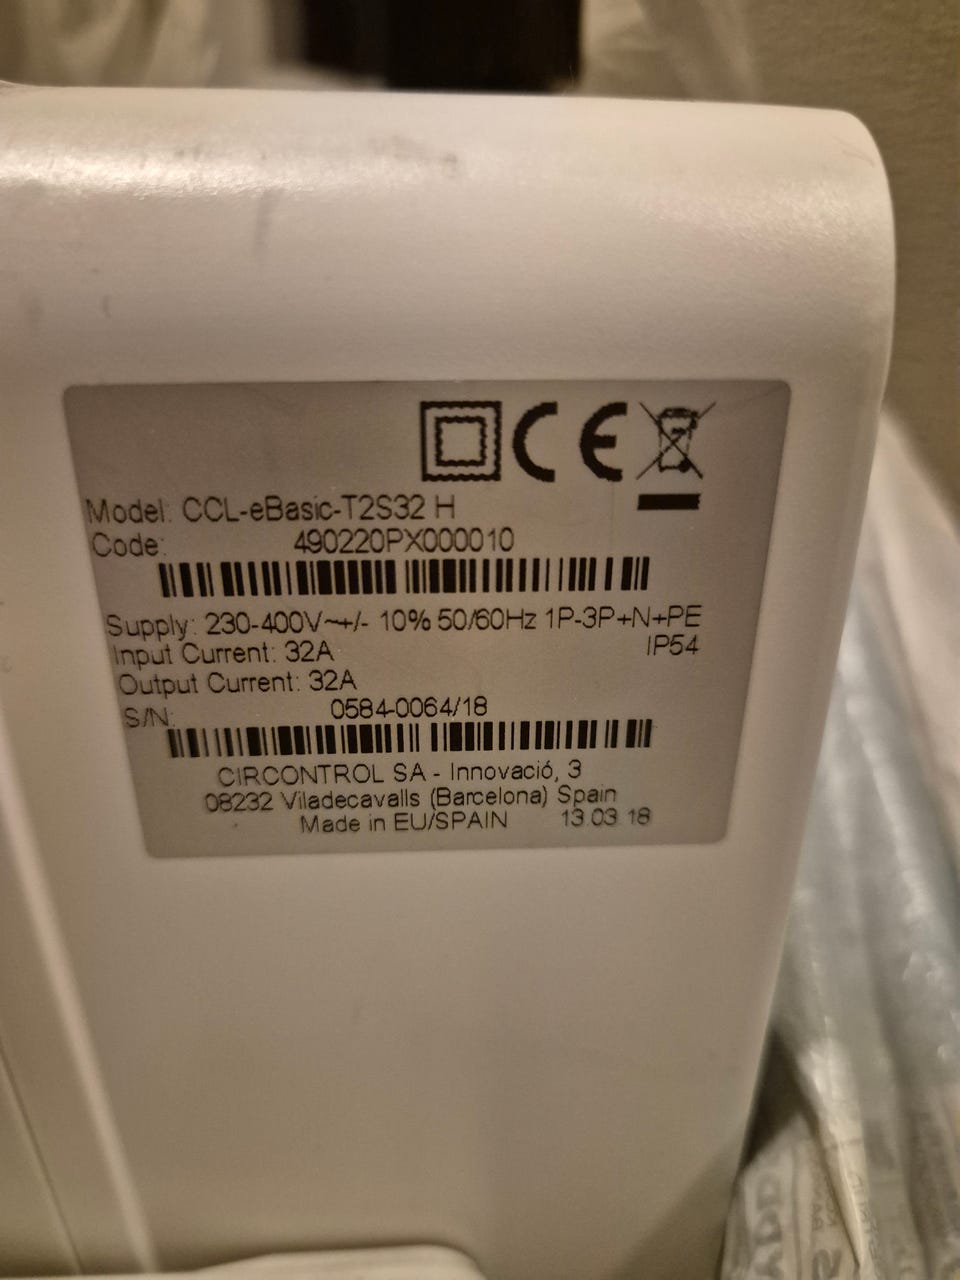 CE
Model: CCL-eBasic-T2S32 H
Code: 490220PX000010
Supply: 230-400V~+/- 10% 50/60Hz 1P-3P+N+PE
Input Current: 32A IP54
Output Current: 32A
S/N: 0584-0064/18
CIRCONTROL SA - Innovació, 3
08232 Viladecavalls (Barcelona) Spain
Made in EU/SPAIN 13 03 18